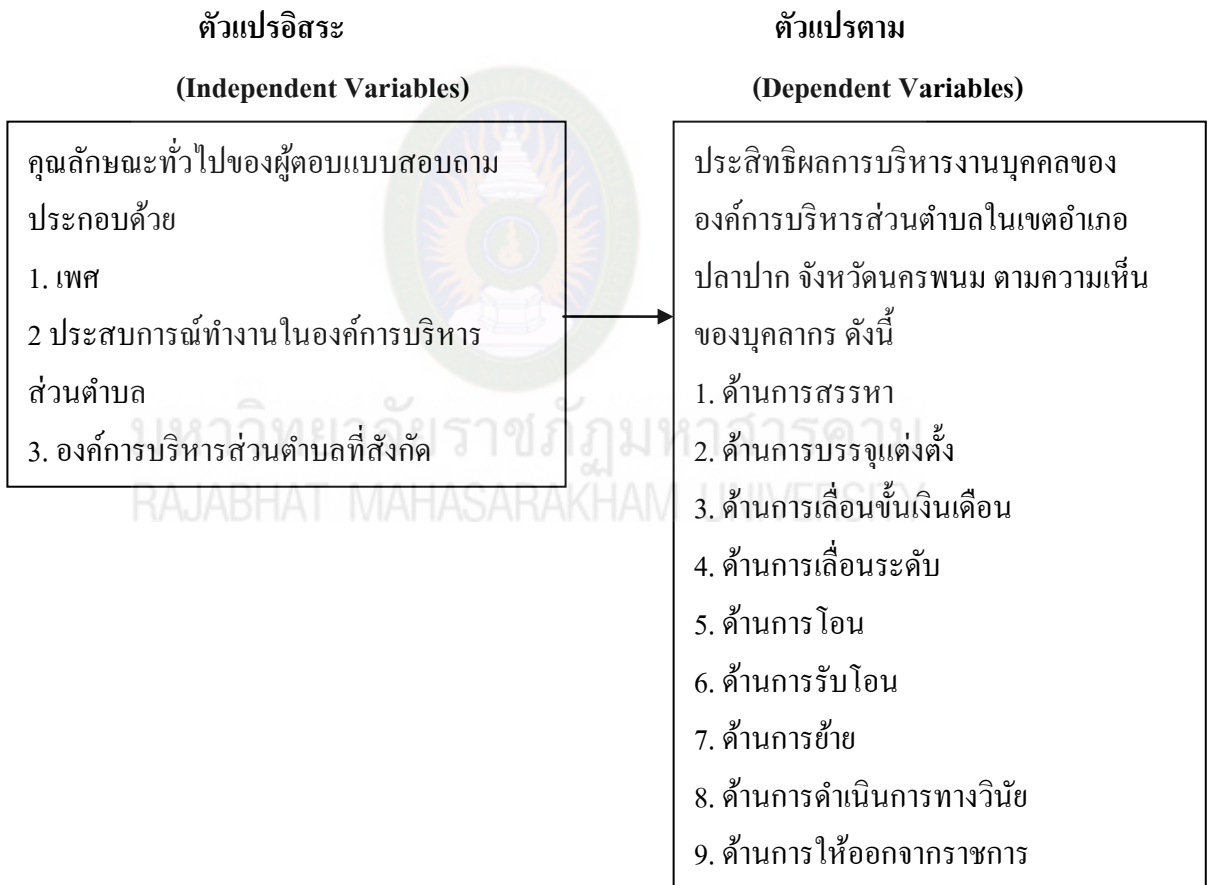 ตัวแปรอิสระ
(Independent Variables)
คุณลักษณะทั่วไปของผู้ตอบแบบสอบถาม
ประกอบด้วย
1. เพศ
2 ประสบการณ์ทำงานในองค์การบริหาร
ส่วนตำบล
3. องค์การบริหารส่วนตำบลที่สังกัด
ตัวแปรตาม
(Dependent Variables)
ประสิทธิผลการบริหารงานบุคคลของ
องค์การบริหารส่วนตำบลในเขตอำเภอ
ปลาปาก จังหวัดนครพนม ตามความเห็น
ของบุคลากร ดังนี้
1. ด้านการสรรหา
2. ด้านการบรรจุแต่งตั้ง
3. ด้านการเลื่อนขั้นเงินเดือน
4. ด้านการเลื่อนระดับ
5. ด้านการโอน
6. ด้านการรับโอน
7. ด้านการย้าย
8. ด้านการดำเนินการทางวินัย
9. ด้านการให้ออกจากราชการ
มหาวิทยาลัยราชภัฏมหาสารคาม
RAJABHAT MAHASARAKHAM UNIVERSITY